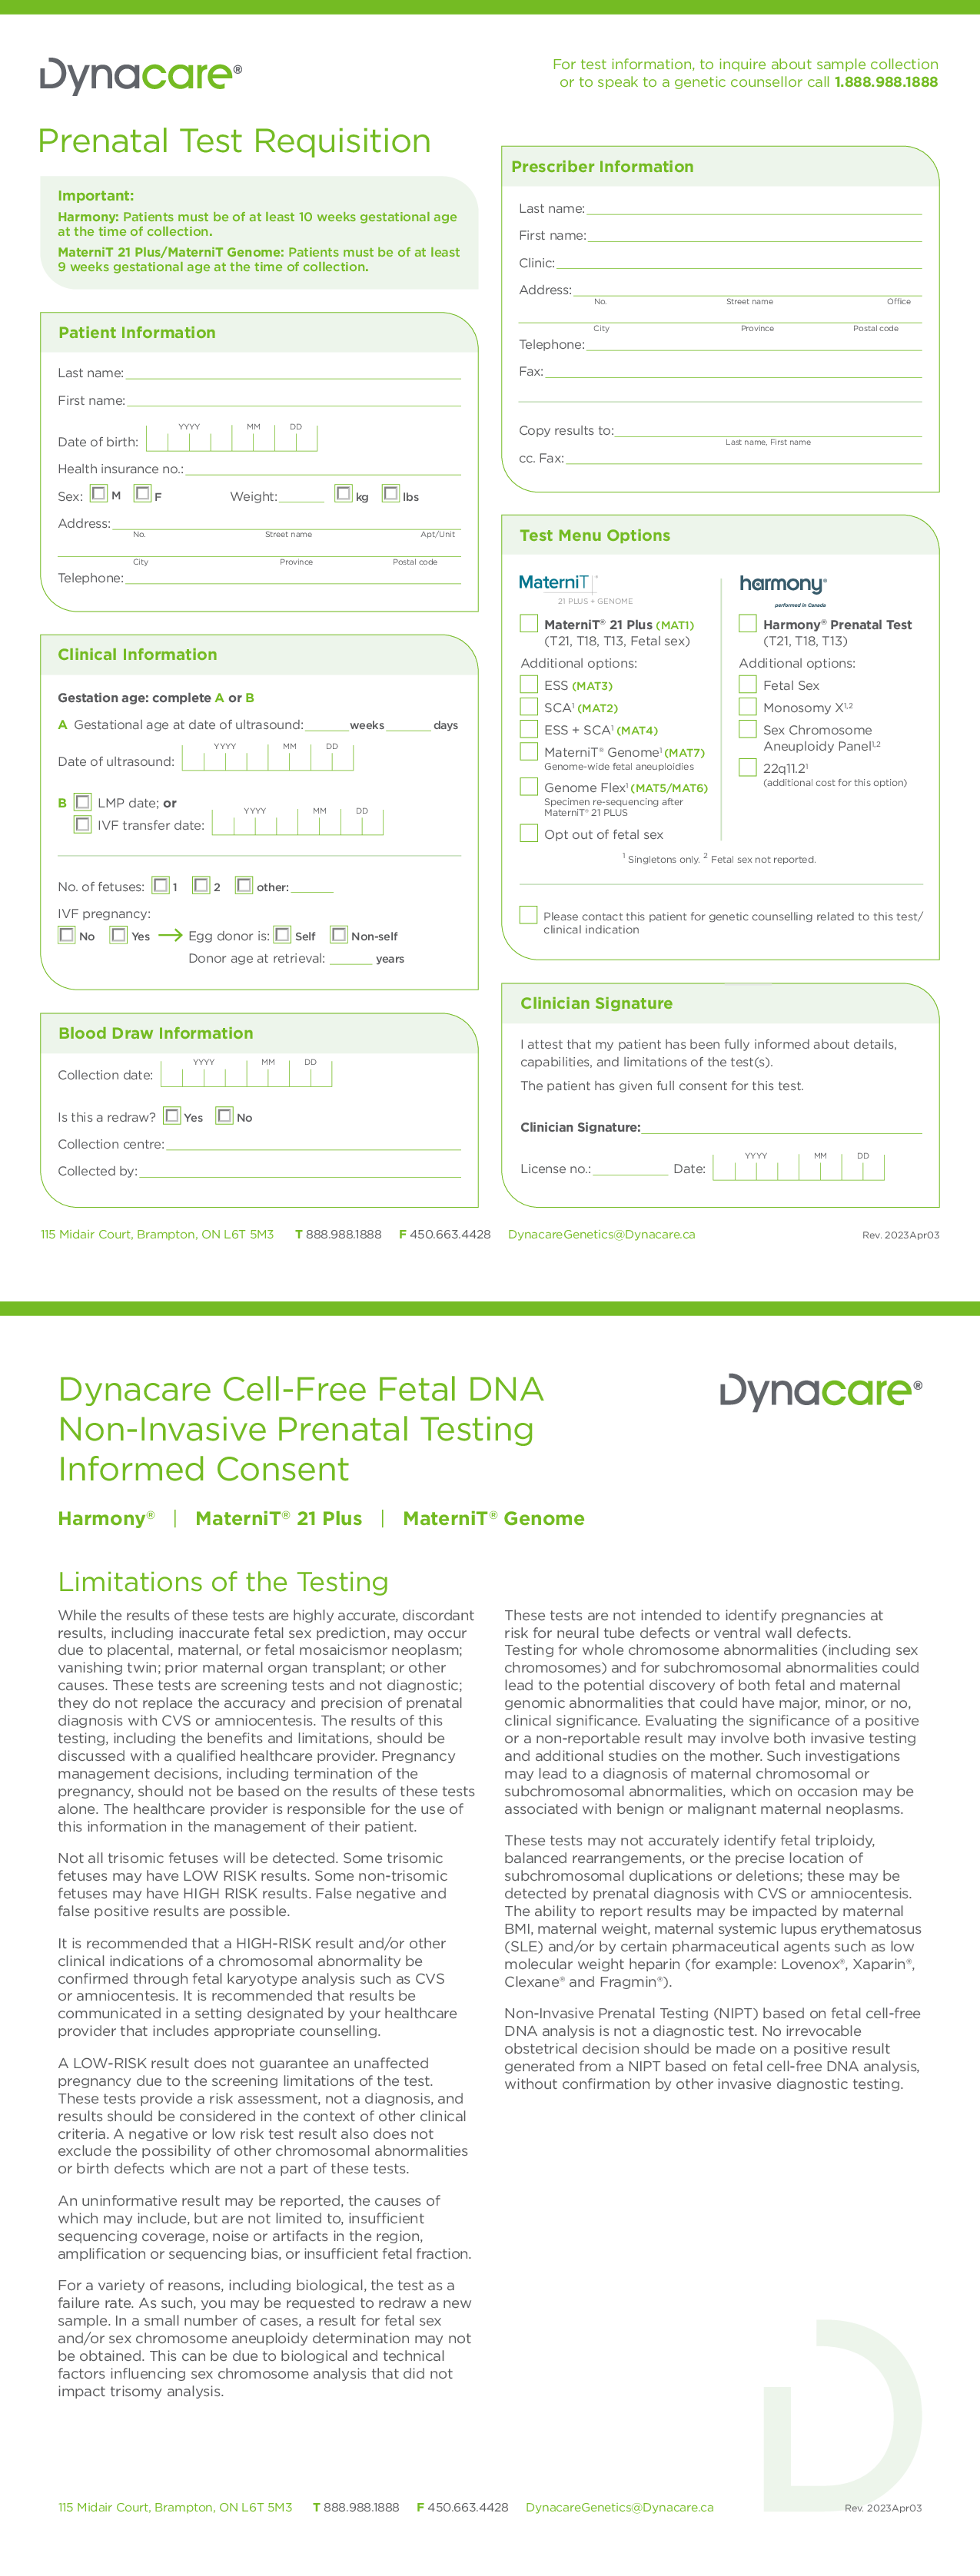 Dynacare®
For test information, to inquire about sample collection
or to speak to a genetic counsellor call 1.888.988.1888
Prenatal Test Requisition
Important:
Harmony: Patients must be of at least 10 weeks gestational age
at the time of collection.
MaterniT 21 Plus/MaterniT Genome: Patients must be of at least
9 weeks gestational age at the time of collection.
Patient Information
Last name:
First name:
YYYY MM DD
Date of birth:
Health insurance no.:
Sex: M F Weight: kg lbs
Address:
No. Street name Apt/Unit
City Province Postal code
Telephone:
Clinical Information
Gestation age: complete A or B
A Gestational age at date of ultrasound: weeks days
YYYY MM DD
Date of ultrasound:
B LMP date; or
IVF transfer date: YYYY MM DD
No. of fetuses: 1 2 other:
IVF pregnancy:
No Yes → Egg donor is: Self Non-self
Donor age at retrieval: years
Blood Draw Information
YYYY MM DD
Collection date:
Is this a redraw? Yes No
Collection centre:
Collected by:
Prescriber Information
Last name:
First name:
Clinic:
Address:
No. Street name Office
City Province Postal code
Telephone:
Fax:
Copy results to:
Last name, First name
cc. Fax:
Test Menu Options
MaterniT®
21 PLUS + GENOME
MaterniT® 21 Plus (MAT1)
(T21, T18, T13, Fetal sex)
Additional options:
ESS (MAT3)
SCA¹ (MAT2)
ESS + SCA¹ (MAT4)
MaterniT® Genome¹ (MAT7)
Genome-wide fetal aneuploidies
Genome Flex¹ (MAT5/MAT6)
Specimen re-sequencing after
MaterniT® 21 PLUS
Opt out of fetal sex
harmony®
performed in Canada
Harmony® Prenatal Test
(T21, T18, T13)
Additional options:
Fetal Sex
Monosomy X¹,²
Sex Chromosome
Aneuploidy Panel¹,²
22q11.2¹
(additional cost for this option)
¹ Singletons only. ² Fetal sex not reported.
Please contact this patient for genetic counselling related to this test/
clinical indication
Clinician Signature
I attest that my patient has been fully informed about details,
capabilities, and limitations of the test(s).
The patient has given full consent for this test.
Clinician Signature:
YYYY MM DD
License no.: Date:
115 Midair Court, Brampton, ON L6T 5M3 T 888.988.1888 F 450.663.4428 DynacareGenetics@Dynacare.ca Rev. 2023Apr03
Dynacare Cell-Free Fetal DNA
Non-Invasive Prenatal Testing
Informed Consent
Dynacare®
Harmony® | MaterniT® 21 Plus | MaterniT® Genome
Limitations of the Testing
While the results of these tests are highly accurate, discordant
results, including inaccurate fetal sex prediction, may occur
due to placental, maternal, or fetal mosaicismor neoplasm;
vanishing twin; prior maternal organ transplant; or other
causes. These tests are screening tests and not diagnostic;
they do not replace the accuracy and precision of prenatal
diagnosis with CVS or amniocentesis. The results of this
testing, including the benefits and limitations, should be
discussed with a qualified healthcare provider. Pregnancy
management decisions, including termination of the
pregnancy, should not be based on the results of these tests
alone. The healthcare provider is responsible for the use of
this information in the management of their patient.
Not all trisomic fetuses will be detected. Some trisomic
fetuses may have LOW RISK results. Some non-trisomic
fetuses may have HIGH RISK results. False negative and
false positive results are possible.
It is recommended that a HIGH-RISK result and/or other
clinical indications of a chromosomal abnormality be
confirmed through fetal karyotype analysis such as CVS
or amniocentesis. It is recommended that results be
communicated in a setting designated by your healthcare
provider that includes appropriate counselling.
A LOW-RISK result does not guarantee an unaffected
pregnancy due to the screening limitations of the test.
These tests provide a risk assessment, not a diagnosis, and
results should be considered in the context of other clinical
criteria. A negative or low risk test result also does not
exclude the possibility of other chromosomal abnormalities
or birth defects which are not a part of these tests.
An uninformative result may be reported, the causes of
which may include, but are not limited to, insufficient
sequencing coverage, noise or artifacts in the region,
amplification or sequencing bias, or insufficient fetal fraction.
For a variety of reasons, including biological, the test as a
failure rate. As such, you may be requested to redraw a new
sample. In a small number of cases, a result for fetal sex
and/or sex chromosome aneuploidy determination may not
be obtained. This can be due to biological and technical
factors influencing sex chromosome analysis that did not
impact trisomy analysis.
These tests are not intended to identify pregnancies at
risk for neural tube defects or ventral wall defects.
Testing for whole chromosome abnormalities (including sex
chromosomes) and for subchromosomal abnormalities could
lead to the potential discovery of both fetal and maternal
genomic abnormalities that could have major, minor, or no,
clinical significance. Evaluating the significance of a positive
or a non-reportable result may involve both invasive testing
and additional studies on the mother. Such investigations
may lead to a diagnosis of maternal chromosomal or
subchromosomal abnormalities, which on occasion may be
associated with benign or malignant maternal neoplasms.
These tests may not accurately identify fetal triploidy,
balanced rearrangements, or the precise location of
subchromosomal duplications or deletions; these may be
detected by prenatal diagnosis with CVS or amniocentesis.
The ability to report results may be impacted by maternal
BMI, maternal weight, maternal systemic lupus erythematosus
(SLE) and/or by certain pharmaceutical agents such as low
molecular weight heparin (for example: Lovenox®, Xaparin®,
Clexane® and Fragmin®).
Non-Invasive Prenatal Testing (NIPT) based on fetal cell-free
DNA analysis is not a diagnostic test. No irrevocable
obstetrical decision should be made on a positive result
generated from a NIPT based on fetal cell-free DNA analysis,
without confirmation by other invasive diagnostic testing.
115 Midair Court, Brampton, ON L6T 5M3 T 888.988.1888 F 450.663.4428 DynacareGenetics@Dynacare.ca Rev. 2023Apr03